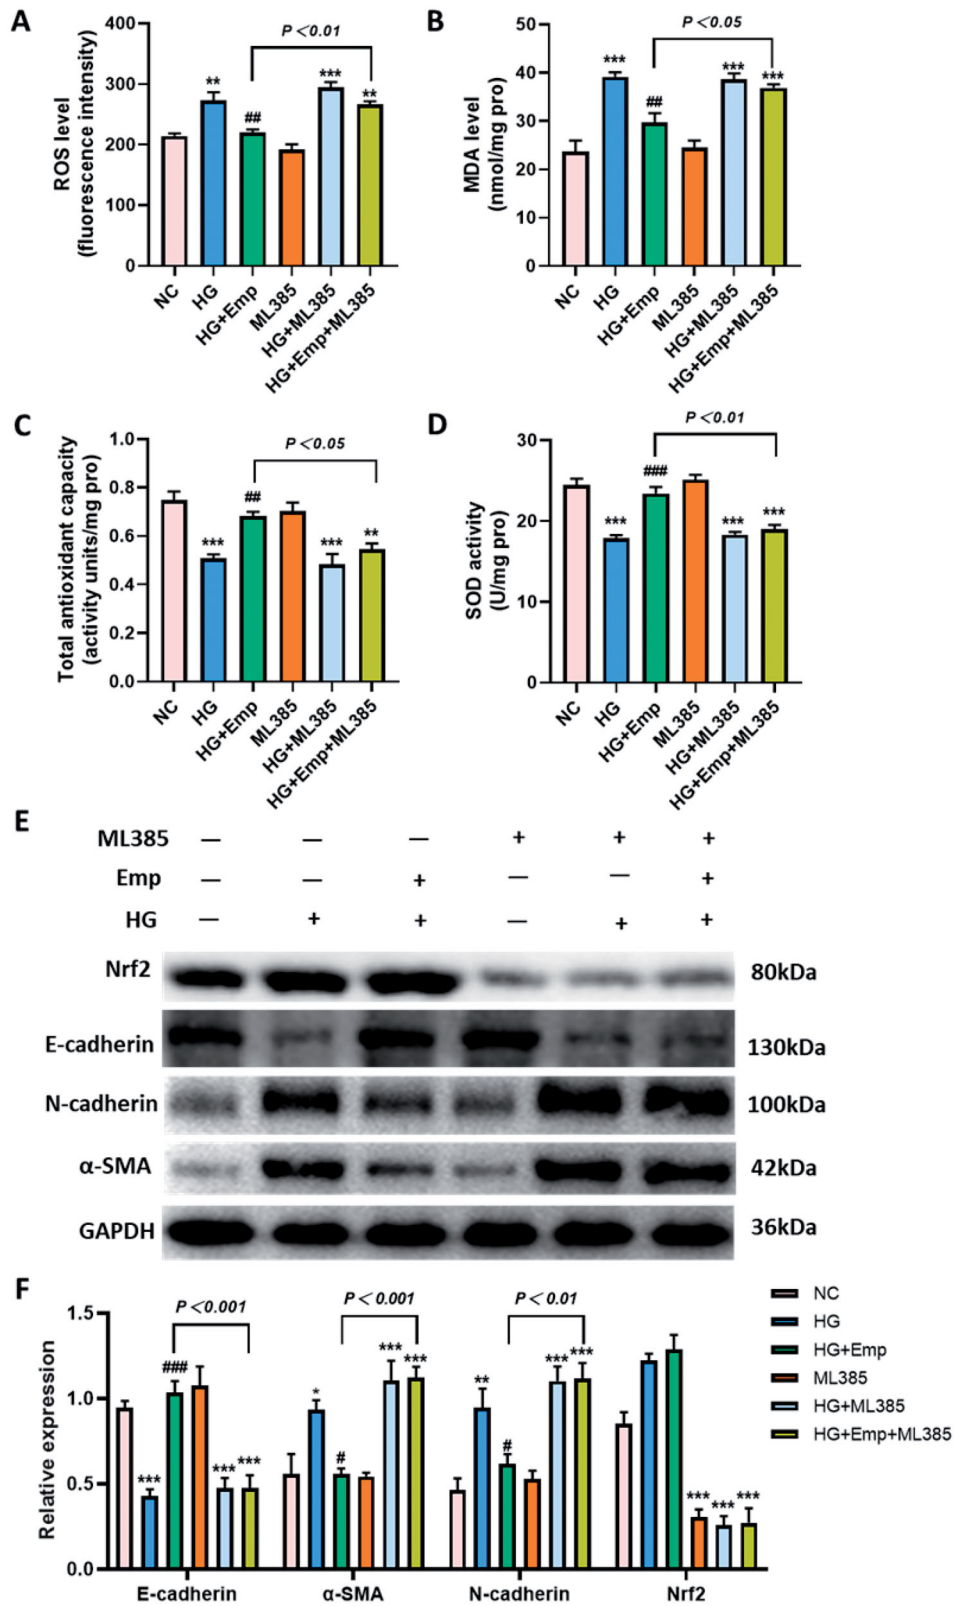 A
ROS level
(fluorescence intensity)
400
300
200
100
0
P<0.01
**
##
***
**
NC
HG
HG+Emp
ML385
HG+ML385
HG+Emp+ML385
B
MDA level
(nmol/mg pro)
50
40
30
20
10
0
P<0.05
***
##
***
***
NC
HG
HG+Emp
ML385
HG+ML385
HG+Emp+ML385
C
Total antioxidant capacity
(activity units/mg pro)
1.0
0.8
0.6
0.4
0.2
0.0
P<0.05
***
##
***
**
NC
HG
HG+Emp
ML385
HG+ML385
HG+Emp+ML385
D
SOD activity
(U/mg pro)
30
20
10
0
P<0.01
***
###
***
***
NC
HG
HG+Emp
ML385
HG+ML385
HG+Emp+ML385
E
ML385 — — — + + +
Emp — — + — — +
HG — + + — + +
Nrf2 80kDa
E-cadherin 130kDa
N-cadherin 100kDa
α-SMA 42kDa
GAPDH 36kDa
F
Relative expression
1.5
1.0
0.5
0.0
P<0.001
P<0.001
P<0.01
***
###
***
***
*
#
***
***
**
#
***
***
***
***
***
E-cadherin
α-SMA
N-cadherin
Nrf2
NC
HG
HG+Emp
ML385
HG+ML385
HG+Emp+ML385